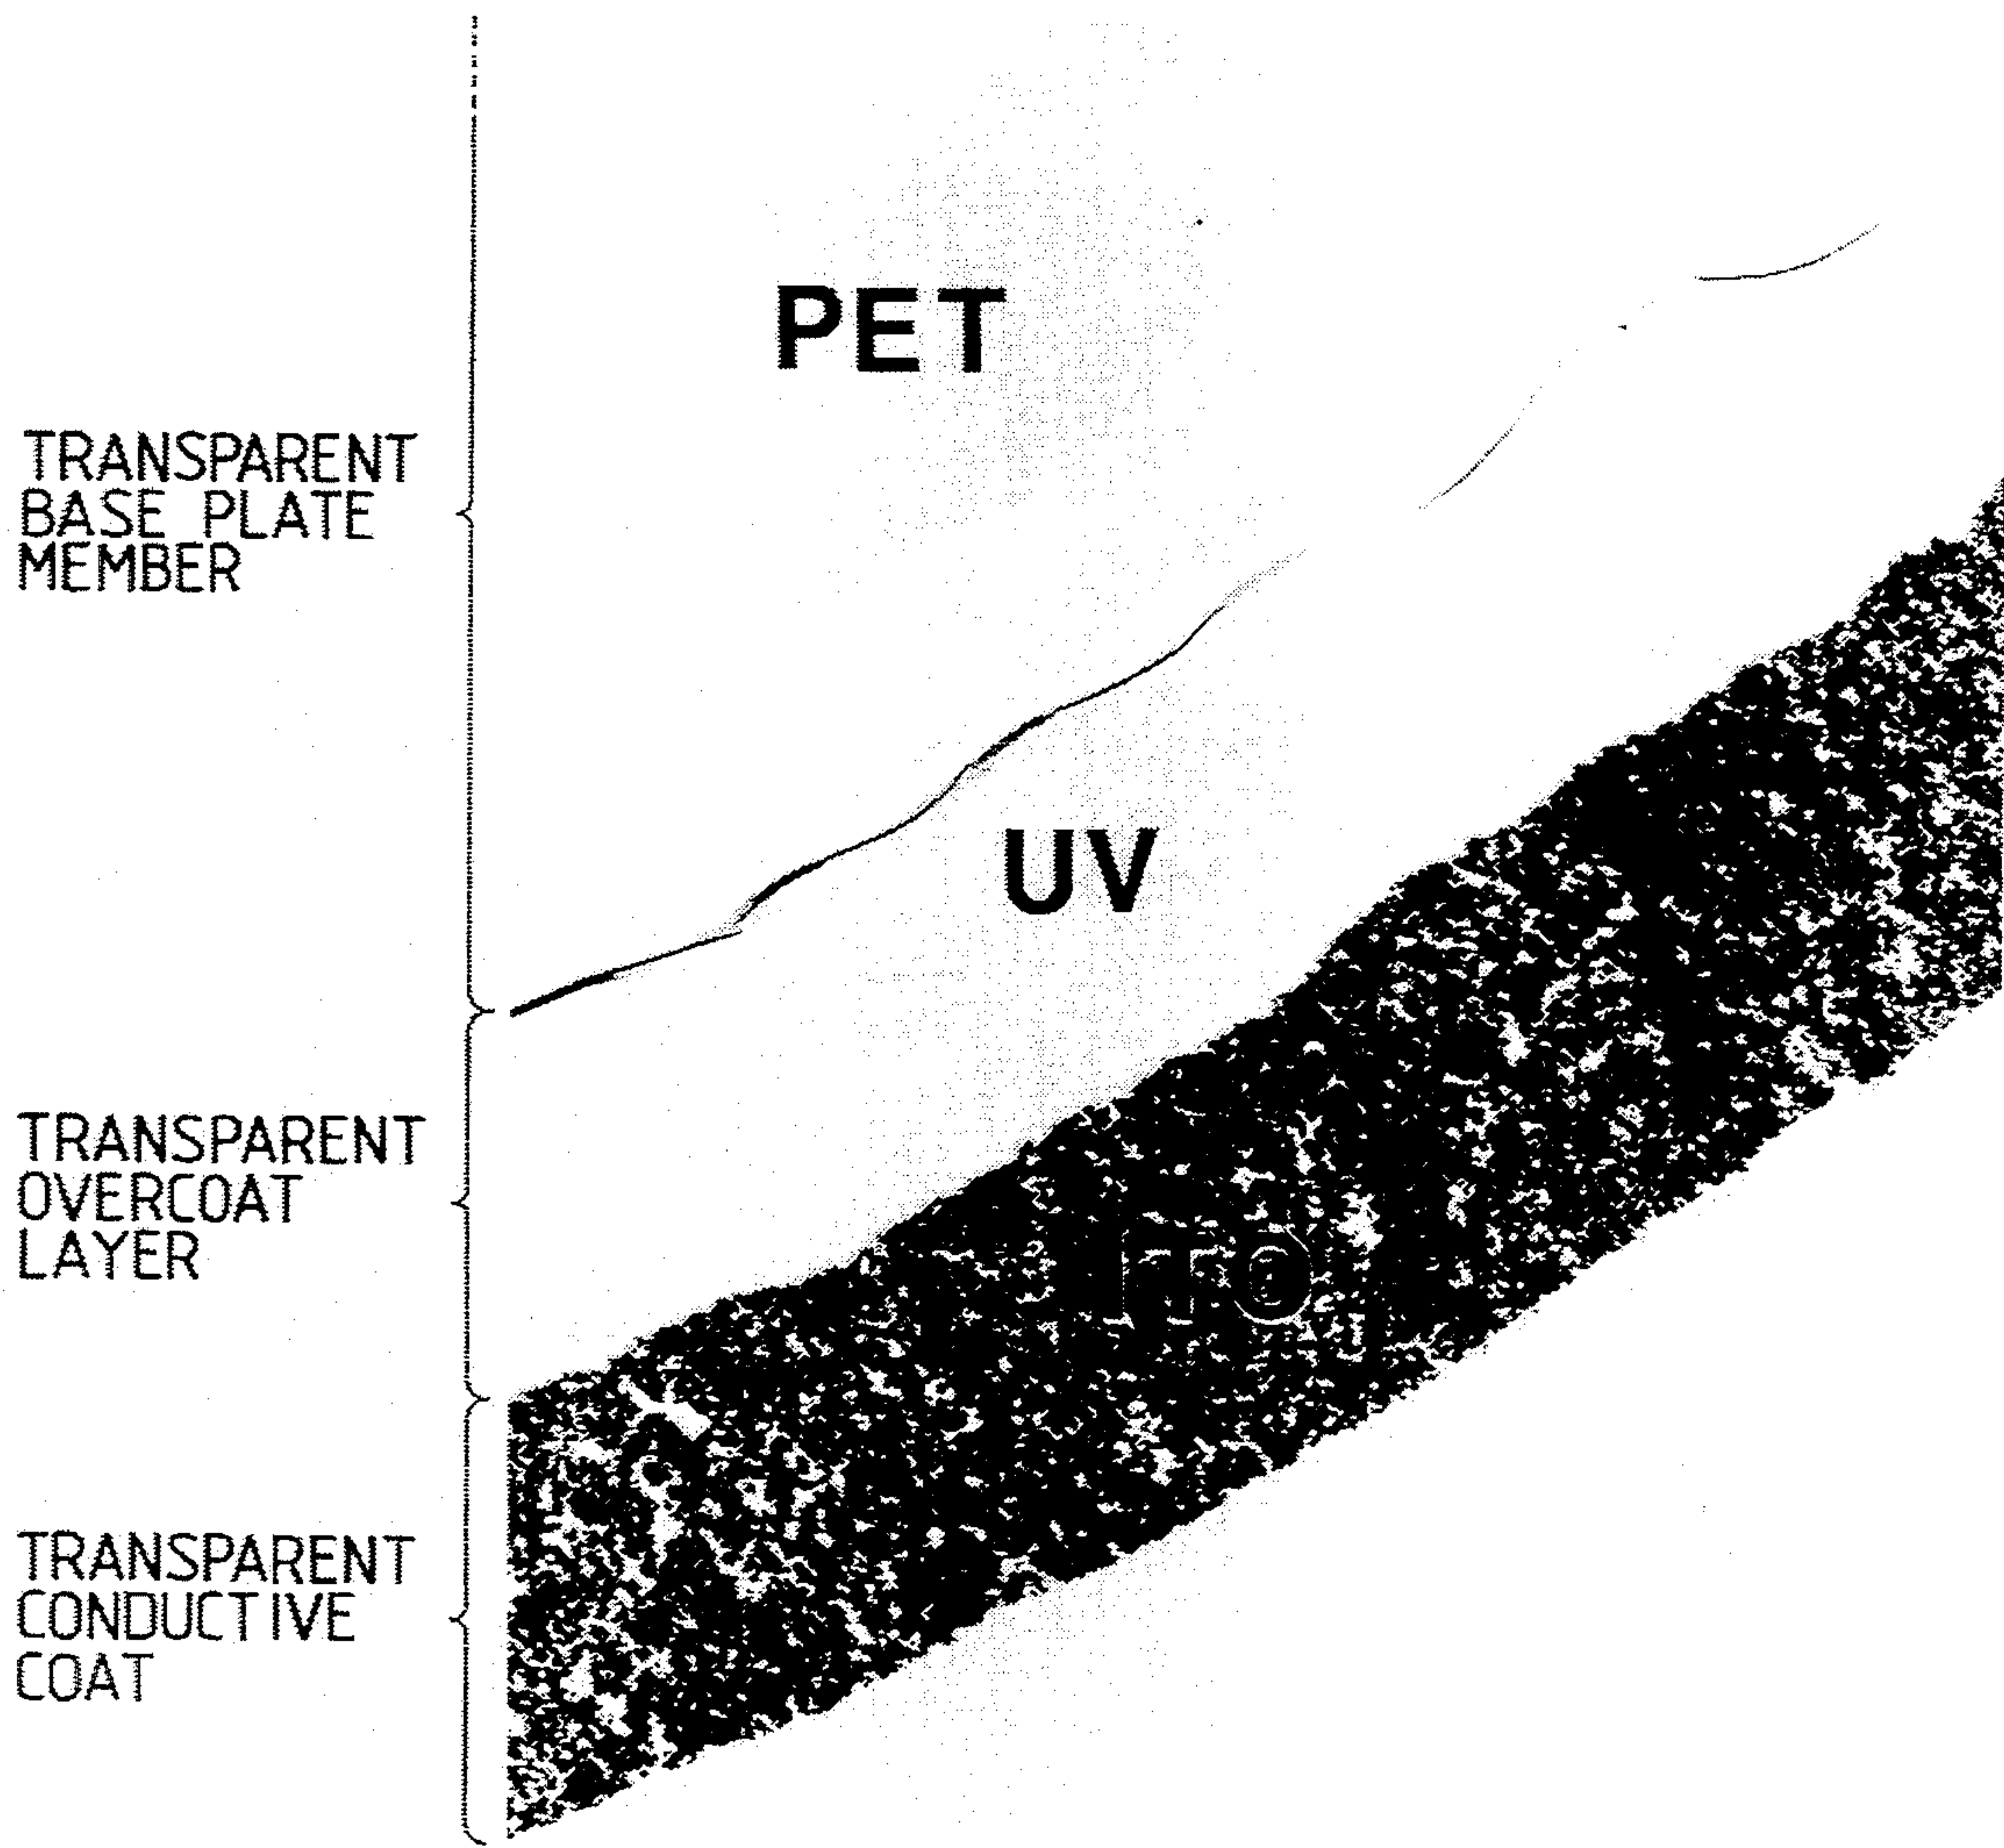 PET
TRANSPARENT
BASE PLATE
MEMBER
UV
TRANSPARENT
OVERCOAT
LAYER
ITO
TRANSPARENT
CONDUCTIVE
COAT